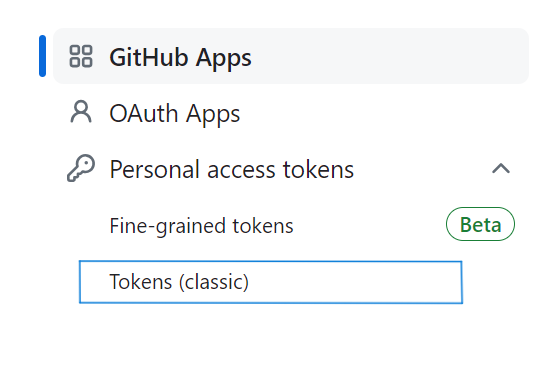 GitHub Apps
OAuth Apps
Personal access tokens
Fine-grained tokens Beta
Tokens (classic)